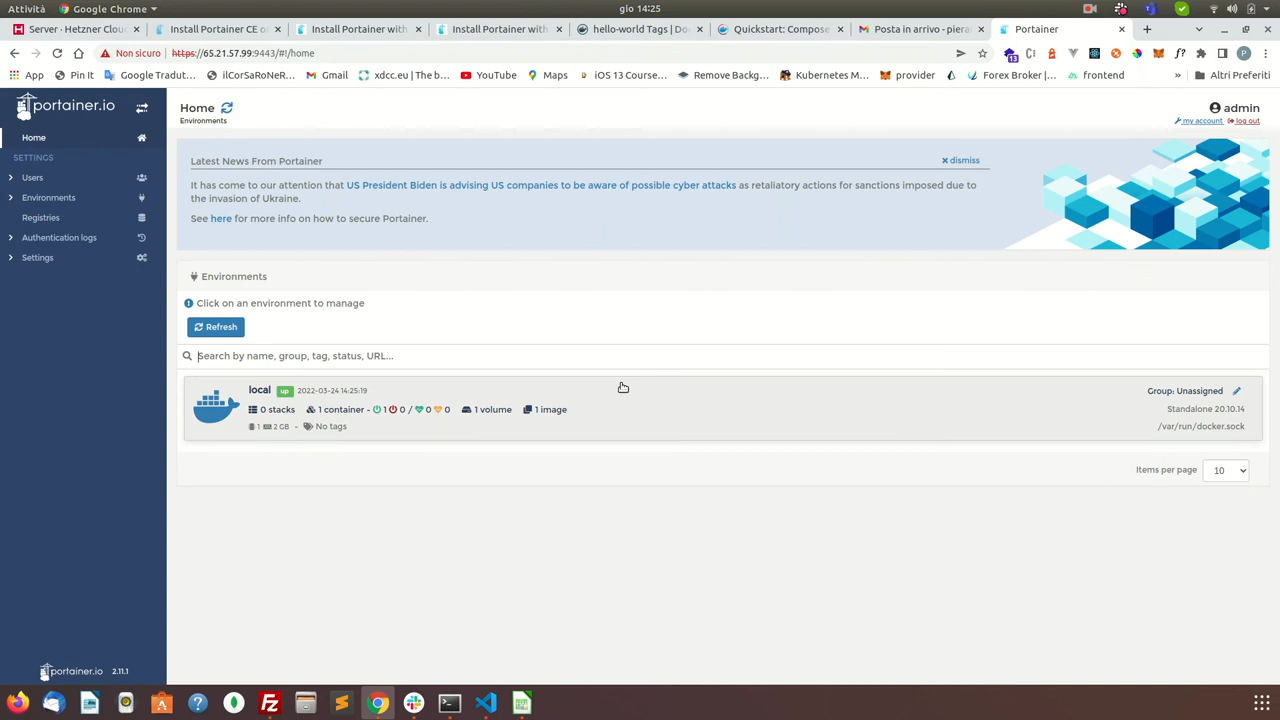 Attività
Google Chrome
gio 14:25
Server · Hetzner Clou
Install Portainer CE o
Install Portainer with
Install Portainer with
hello-world Tags | Do
Quickstart: Compose
Posta in arrivo - piera
Portainer
Non sicuro
https://65.21.57.99:9443/#!/home
13
P
App
Pin It
Google Tradut...
ilCorSaRoNeR...
Gmail
xdcc.eu | The b...
YouTube
Maps
iOS 13 Course...
Remove Backg...
Kubernetes M...
provider
Forex Broker |...
frontend
»
Altri Preferiti
portainer.io
Home
SETTINGS
Users
Environments
Registries
Authentication logs
Settings
portainer.io 2.11.1
Home
Environments
admin
my account log out
Latest News From Portainer
dismiss
It has come to our attention that US President Biden is advising US companies to be aware of possible cyber attacks as retaliatory actions for sanctions imposed due to
the invasion of Ukraine.
See here for more info on how to secure Portainer.
Environments
Click on an environment to manage
Refresh
Search by name, group, tag, status, URL...
local up 2022-03-24 14:25:19
Group: Unassigned
0 stacks 1 container - 1 0 / 0 0 1 volume 1 image
Standalone 20.10.14
1 2 GB - No tags
/var/run/docker.sock
Items per page 10